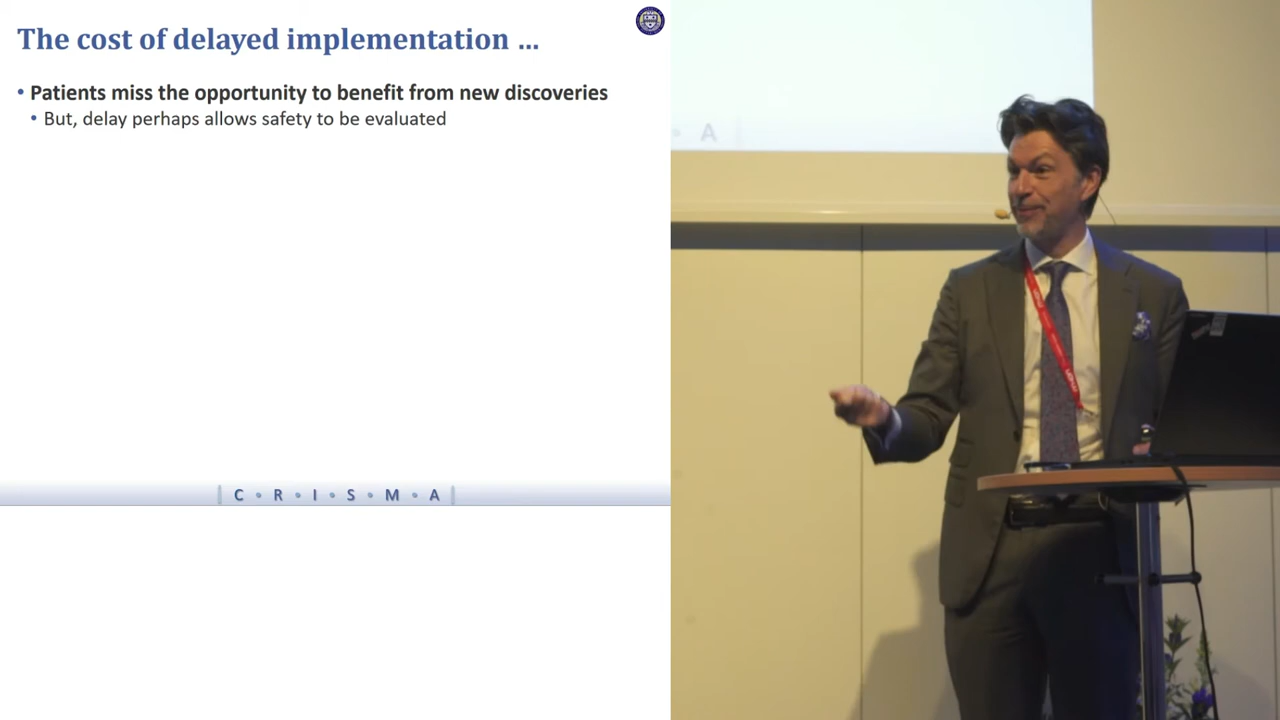 The cost of delayed implementation ...
• Patients miss the opportunity to benefit from new discoveries
• But, delay perhaps allows safety to be evaluated
C • R • I • S • M • A
A